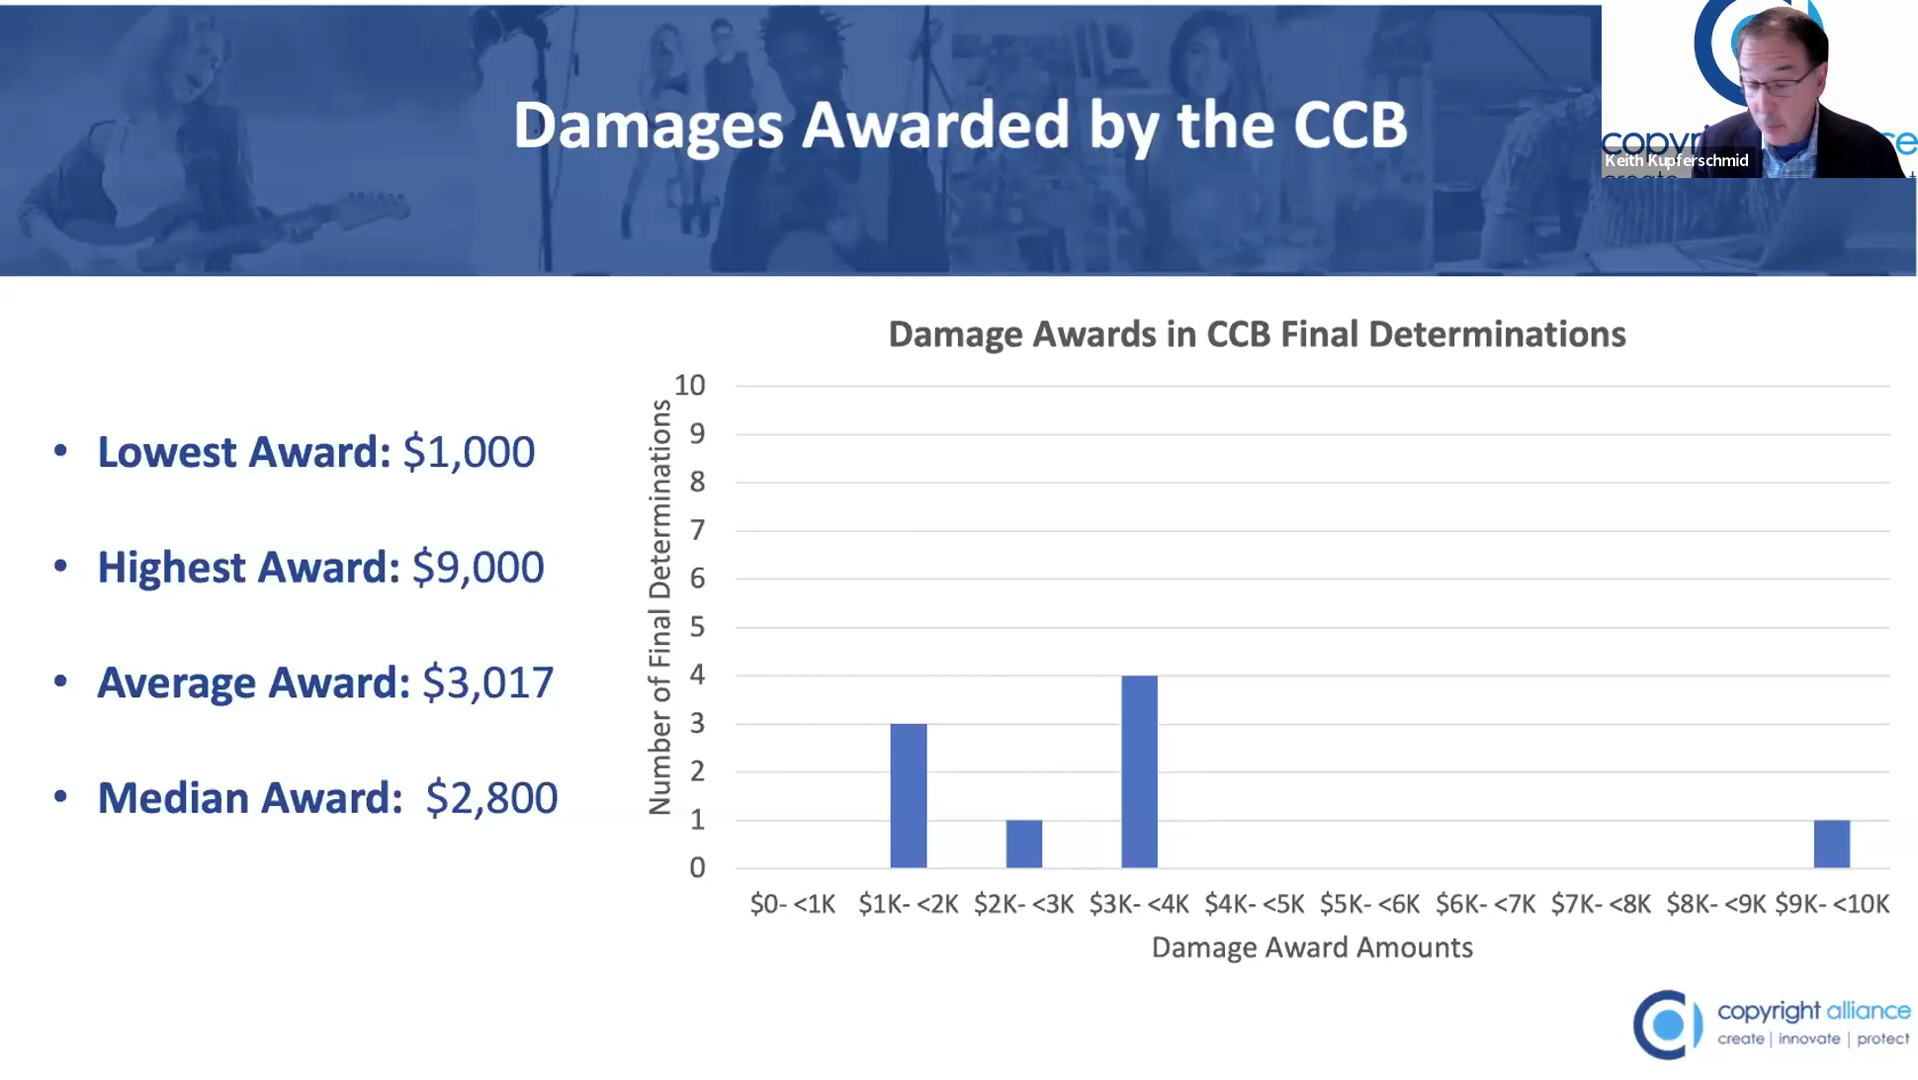 Damages Awarded by the CCB
Keith Kupferschmid
• Lowest Award: $1,000
• Highest Award: $9,000
• Average Award: $3,017
• Median Award: $2,800
Damage Awards in CCB Final Determinations
Number of Final Determinations
10
9
8
7
6
5
4
3
2
1
0
$0- <1K $1K- <2K $2K- <3K $3K- <4K $4K- <5K $5K- <6K $6K- <7K $7K- <8K $8K- <9K $9K- <10K
Damage Award Amounts
copyright alliance
create | innovate | protect